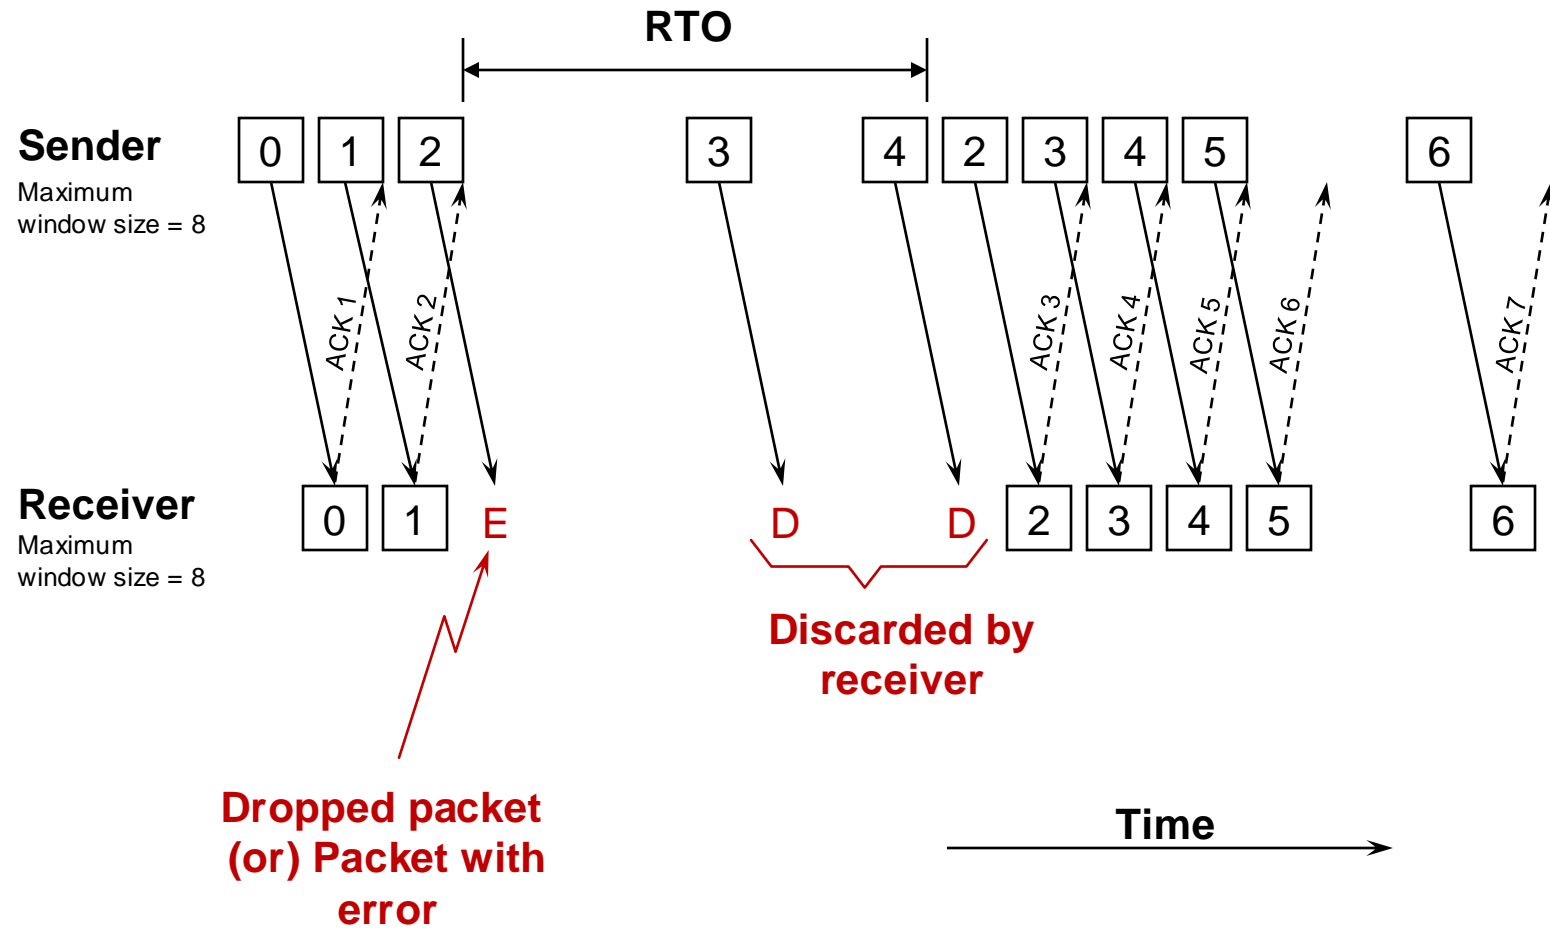 RTO
Sender
Maximum
window size = 8
0 1 2 3 4 2 3 4 5 6
ACK 1
ACK 2
ACK 3
ACK 4
ACK 5
ACK 6
ACK 7
Receiver
Maximum
window size = 8
0 1 E D D 2 3 4 5 6
Discarded by
receiver
Dropped packet
(or) Packet with
error
Time